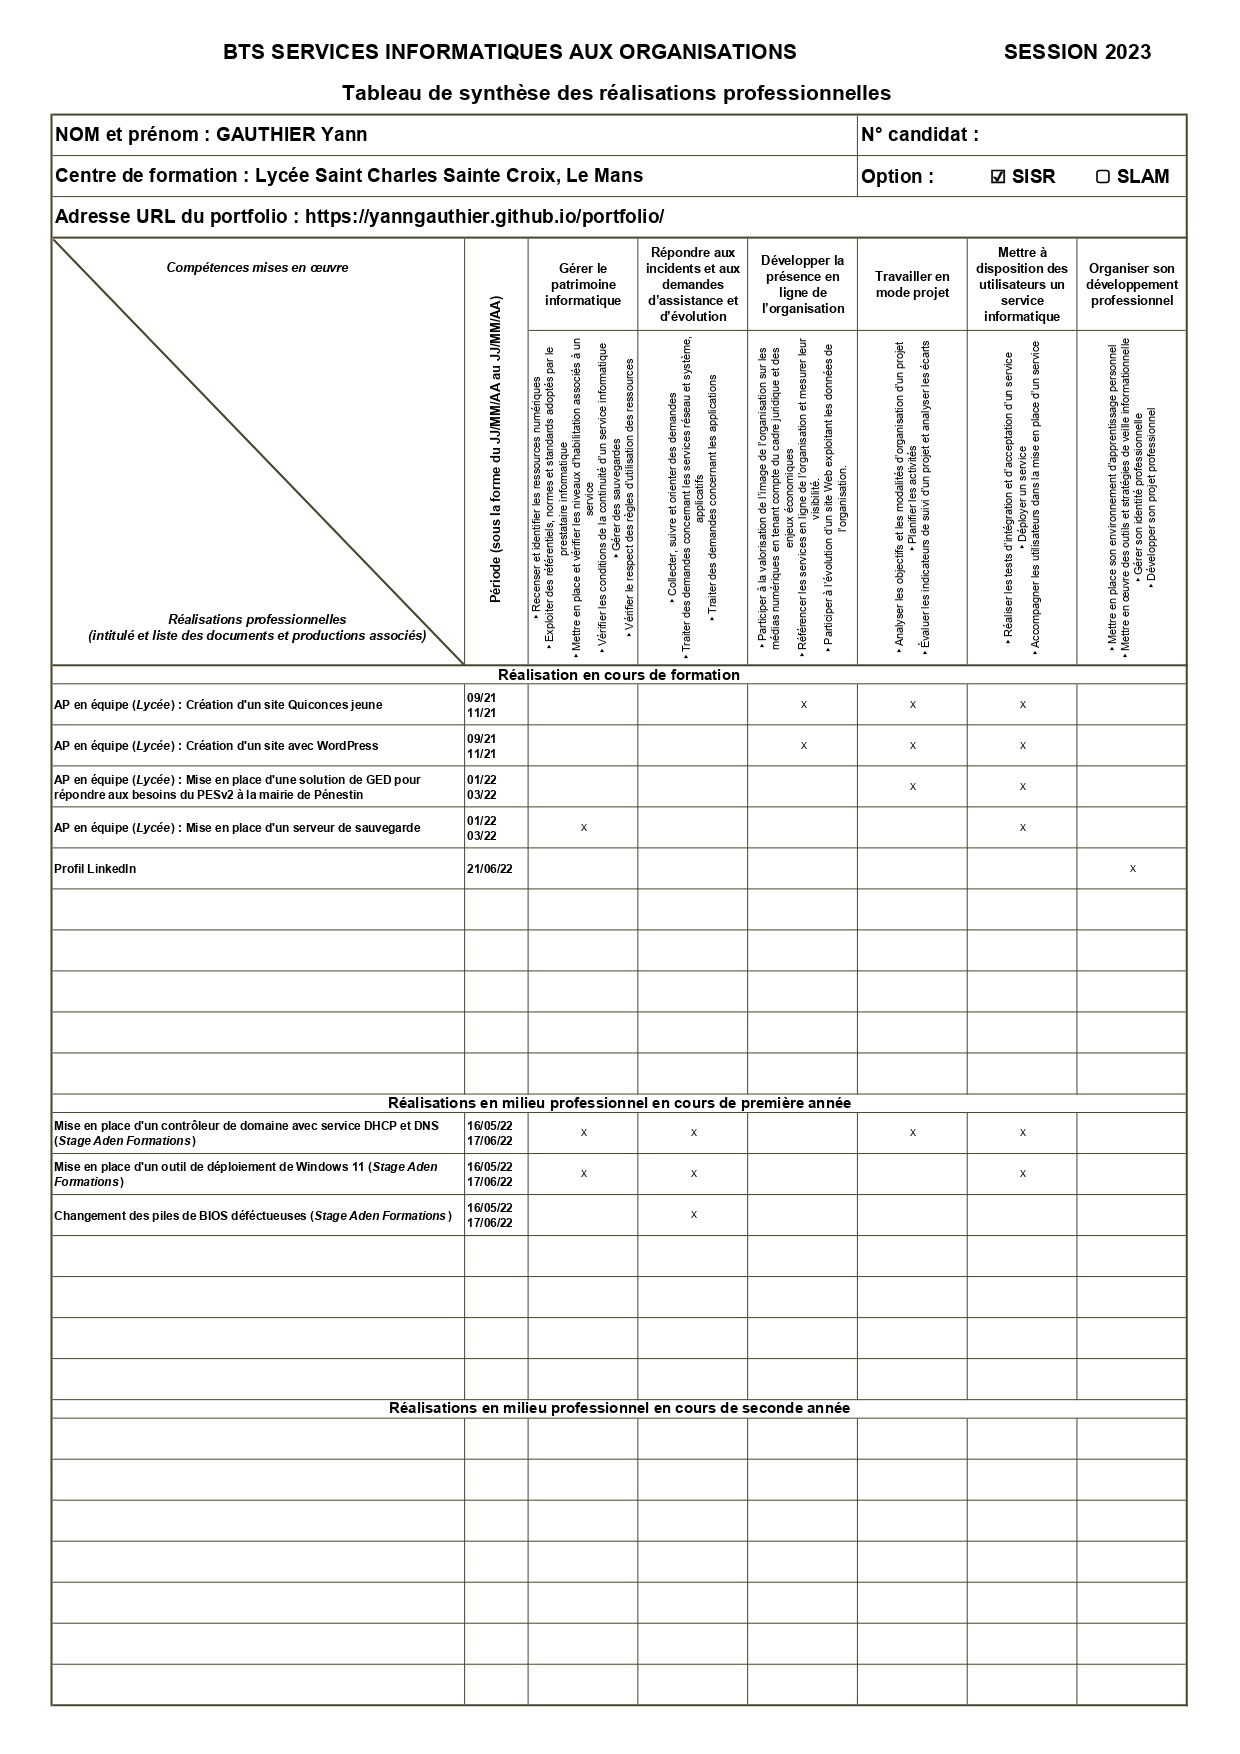 BTS SERVICES INFORMATIQUES AUX ORGANISATIONS SESSION 2023
Tableau de synthèse des réalisations professionnelles
NOM et prénom : GAUTHIER Yann N° candidat :
Centre de formation : Lycée Saint Charles Sainte Croix, Le Mans Option : ☑ SISR ▢ SLAM
Adresse URL du portfolio : https://yanngauthier.github.io/portfolio/
Compétences mises en œuvre
Réalisations professionnelles
(intitulé et liste des documents et productions associés)
Période (sous la forme du JJ/MM/AA au JJ/MM/AA)
Gérer le
patrimoine
informatique
Répondre aux
incidents et aux
demandes
d'assistance et
d'évolution
Développer la
présence en
ligne de
l'organisation
Travailler en
mode projet
Mettre à
disposition des
utilisateurs un
service
informatique
Organiser son
développement
professionnel
‣ Recenser et identifier les ressources numériques
‣ Exploiter des référentiels, normes et standards adoptés par le
prestataire informatique
‣ Mettre en place et vérifier les niveaux d'habilitation associés à un
service
‣ Vérifier les conditions de la continuité d'un service informatique
‣ Gérer des sauvegardes
‣ Vérifier le respect des règles d'utilisation des ressources
‣ Collecter, suivre et orienter des demandes
‣ Traiter des demandes concernant les services réseau et système,
applicatifs
‣ Traiter des demandes concernant les applications
‣ Participer à la valorisation de l'image de l'organisation sur les
médias numériques en tenant compte du cadre juridique et des
enjeux économiques
‣ Référencer les services en ligne de l'organisation et mesurer leur
visibilité.
‣ Participer à l'évolution d'un site Web exploitant les données de
l'organisation.
‣ Analyser les objectifs et les modalités d'organisation d'un projet
‣ Planifier les activités
‣ Évaluer les indicateurs de suivi d'un projet et analyser les écarts
‣ Réaliser les tests d'intégration et d'acceptation d'un service
‣ Déployer un service
‣ Accompagner les utilisateurs dans la mise en place d'un service
‣ Mettre en place son environnement d'apprentissage personnel
‣ Mettre en œuvre des outils et stratégies de veille informationnelle
‣ Gérer son identité professionnelle
‣ Développer son projet professionnel
Réalisation en cours de formation
AP en équipe (Lycée) : Création d'un site Quiconces jeune 09/21
11/21 X X X
AP en équipe (Lycée) : Création d'un site avec WordPress 09/21
11/21 X X X
AP en équipe (Lycée) : Mise en place d'une solution de GED pour 01/22
répondre aux besoins du PESv2 à la mairie de Pénestin 03/22 X X
AP en équipe (Lycée) : Mise en place d'un serveur de sauvegarde 01/22
03/22 X X
Profil LinkedIn 21/06/22 X
Réalisations en milieu professionnel en cours de première année
Mise en place d'un contrôleur de domaine avec service DHCP et DNS 16/05/22
(Stage Aden Formations) 17/06/22 X X X X
Mise en place d'un outil de déploiement de Windows 11 (Stage Aden 16/05/22
Formations) 17/06/22 X X X
Changement des piles de BIOS déféctueuses (Stage Aden Formations) 16/05/22
17/06/22 X
Réalisations en milieu professionnel en cours de seconde année